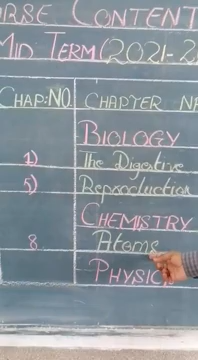 RSE CONTENT
MID TERM (2021-2
CHAP:NO. CHAPTER NA
BIOLOGY
1) The Digestive
5) Reproduction
CHEMISTRY
8. Atoms
PHYSIC